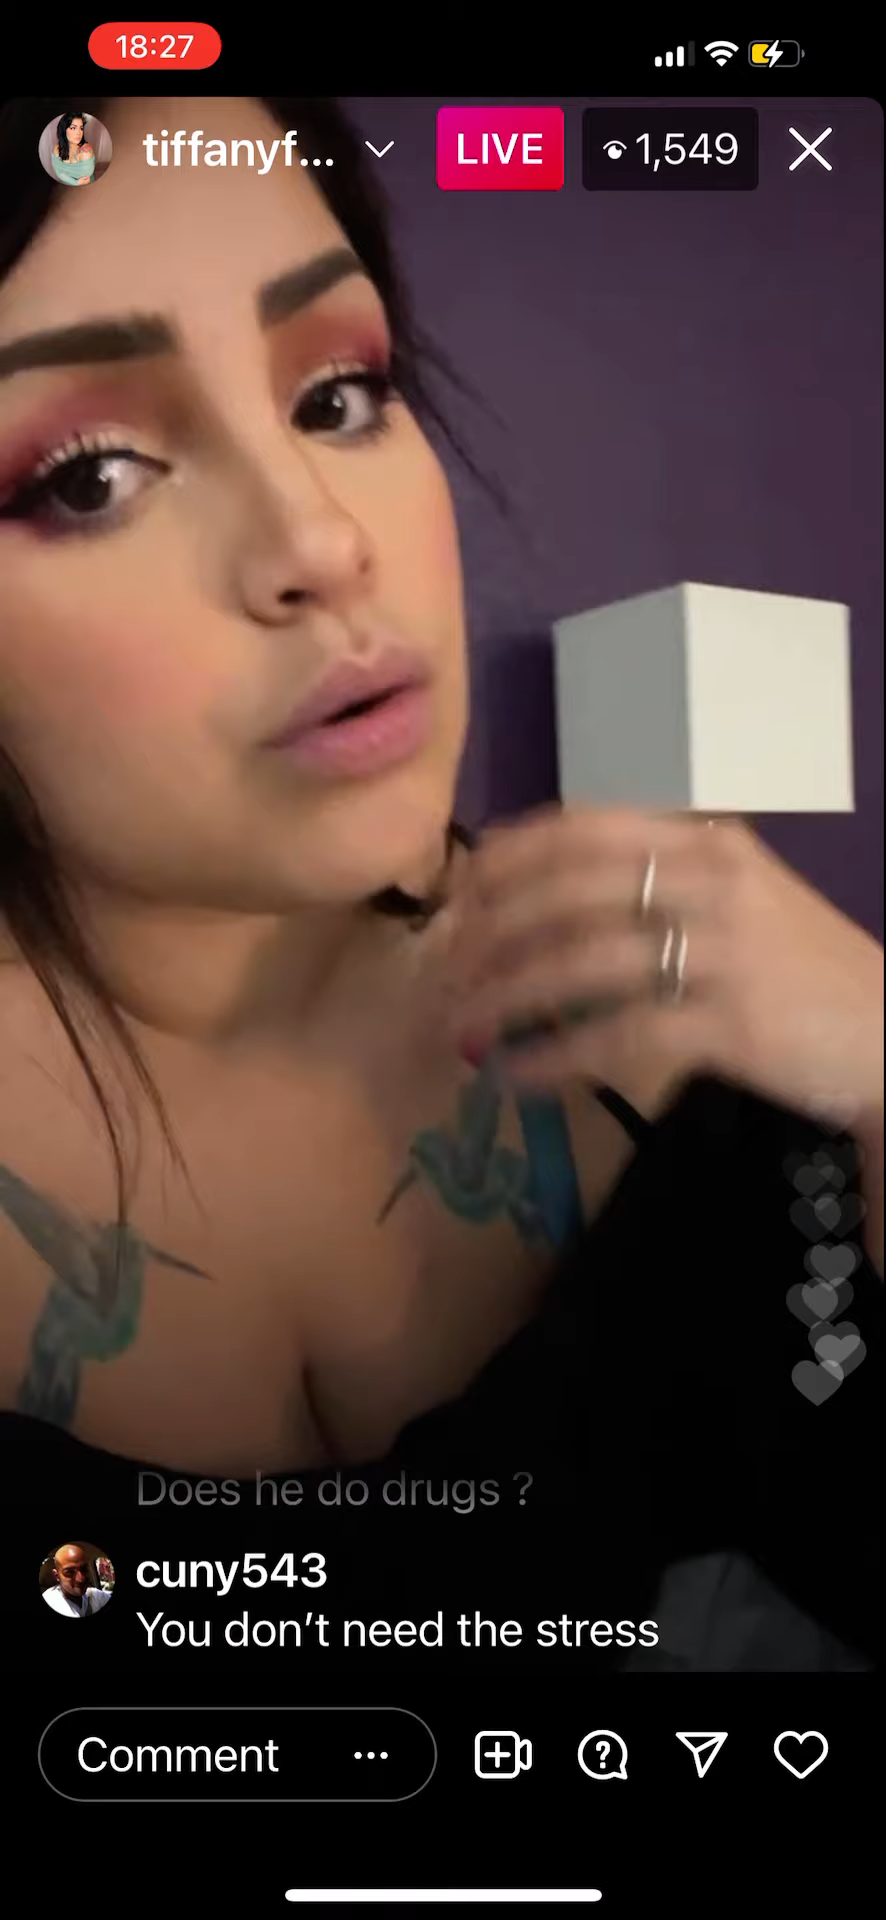 18:27
tiffanyf...
LIVE
1,549
Does he do drugs ?
cuny543
You don’t need the stress
Comment